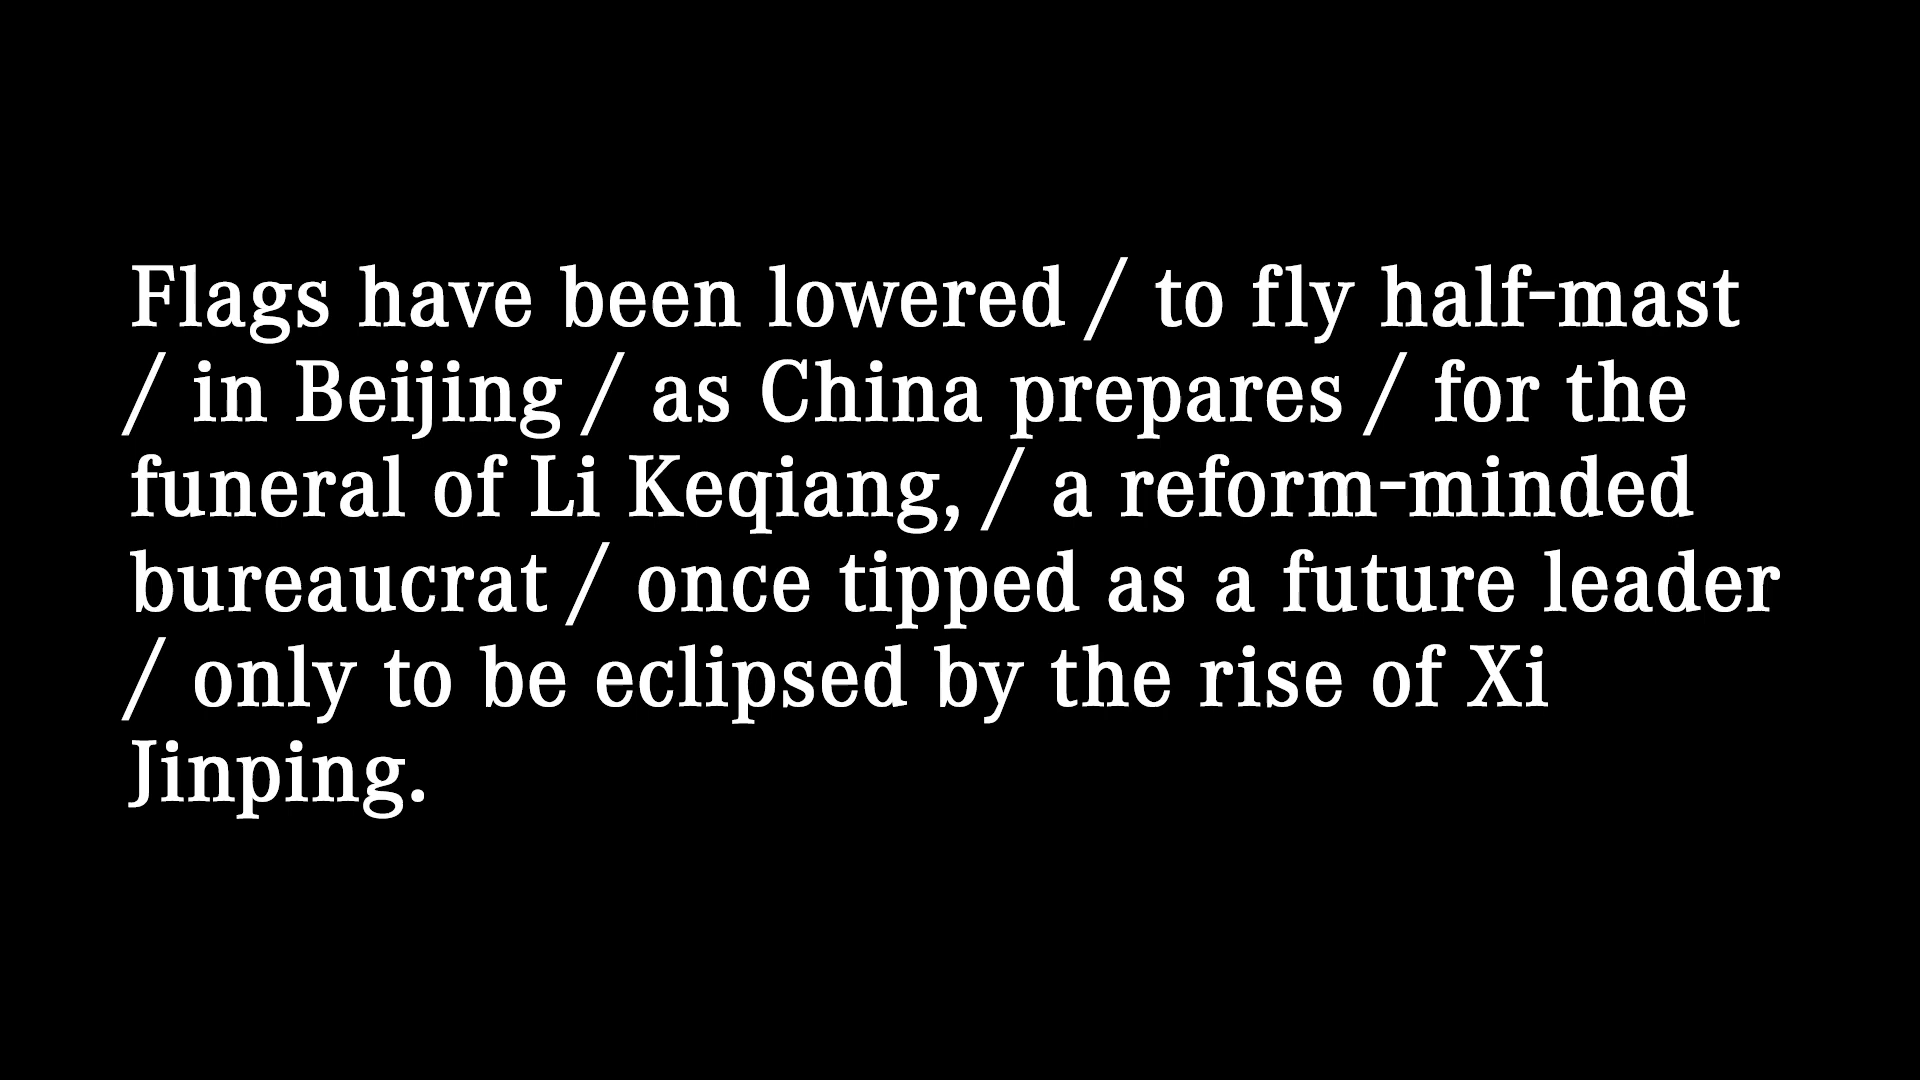 Flags have been lowered / to fly half-mast
/ in Beijing / as China prepares / for the
funeral of Li Keqiang, / a reform-minded
bureaucrat / once tipped as a future leader
/ only to be eclipsed by the rise of Xi
Jinping.